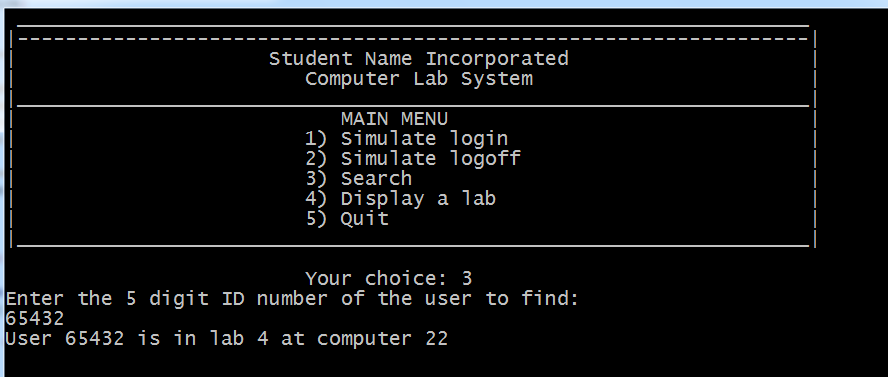 Student Name Incorporated
Computer Lab System
MAIN MENU
1) Simulate login
2) Simulate logoff
3) Search
4) Display a lab
5) Quit
Your choice: 3
Enter the 5 digit ID number of the user to find:
65432
User 65432 is in lab 4 at computer 22